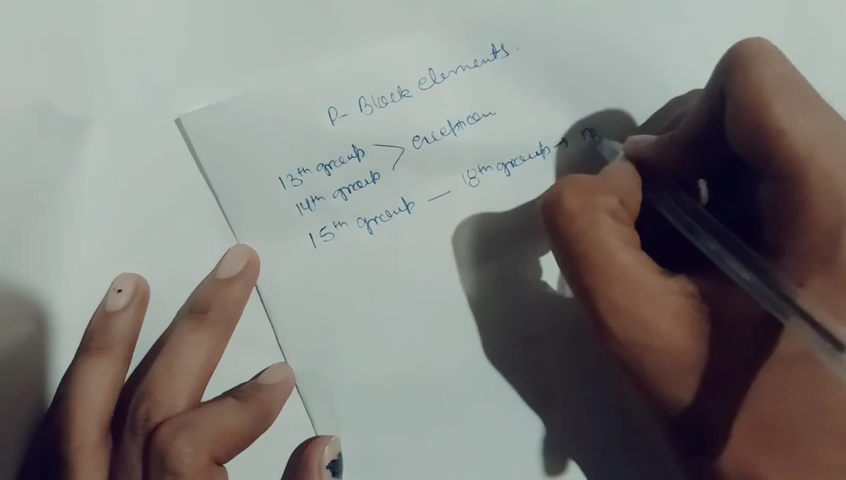 P- Block elements.
13th group
14th group > exception
15th group — 18th group →